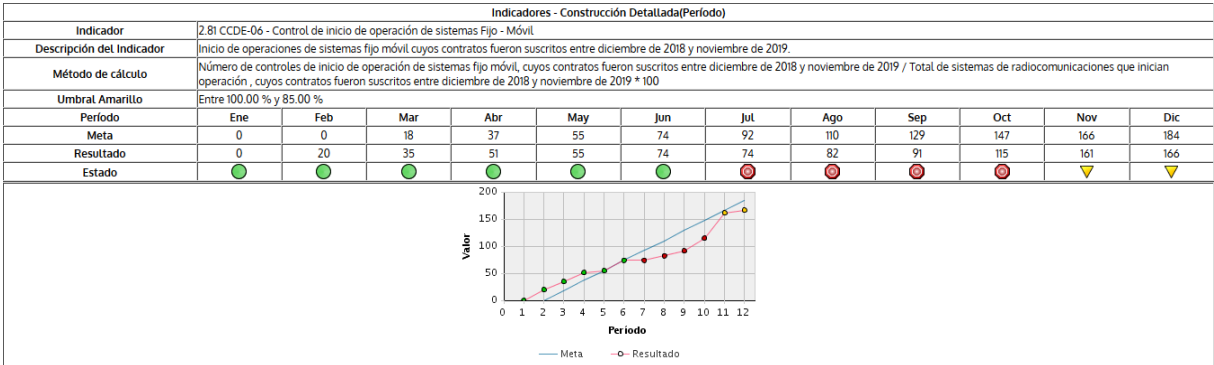 Indicadores - Construcción Detallada(Período)
Indicador 2.81 CCDE-06 - Control de inicio de operación de sistemas Fijo - Móvil
Descripción del Indicador Inicio de operaciones de sistemas fijo móvil cuyos contratos fueron suscritos entre diciembre de 2018 y noviembre de 2019.
Método de cálculo Número de controles de inicio de operación de sistemas fijo móvil, cuyos contratos fueron suscritos entre diciembre de 2018 y noviembre de 2019 / Total de sistemas de radiocomunicaciones que inician
operación , cuyos contratos fueron suscritos entre diciembre de 2018 y noviembre de 2019 * 100
Umbral Amarillo Entre 100.00 % y 85.00 %
Período Ene Feb Mar Abr May Jun Jul Ago Sep Oct Nov Dic
Meta 0 0 18 37 55 74 92 110 129 147 166 184
Resultado 0 20 35 51 55 74 74 82 91 115 161 166
Estado
200
150
100
50
0
Valor
0 1 2 3 4 5 6 7 8 9 10 11 12
Período
Meta Resultado